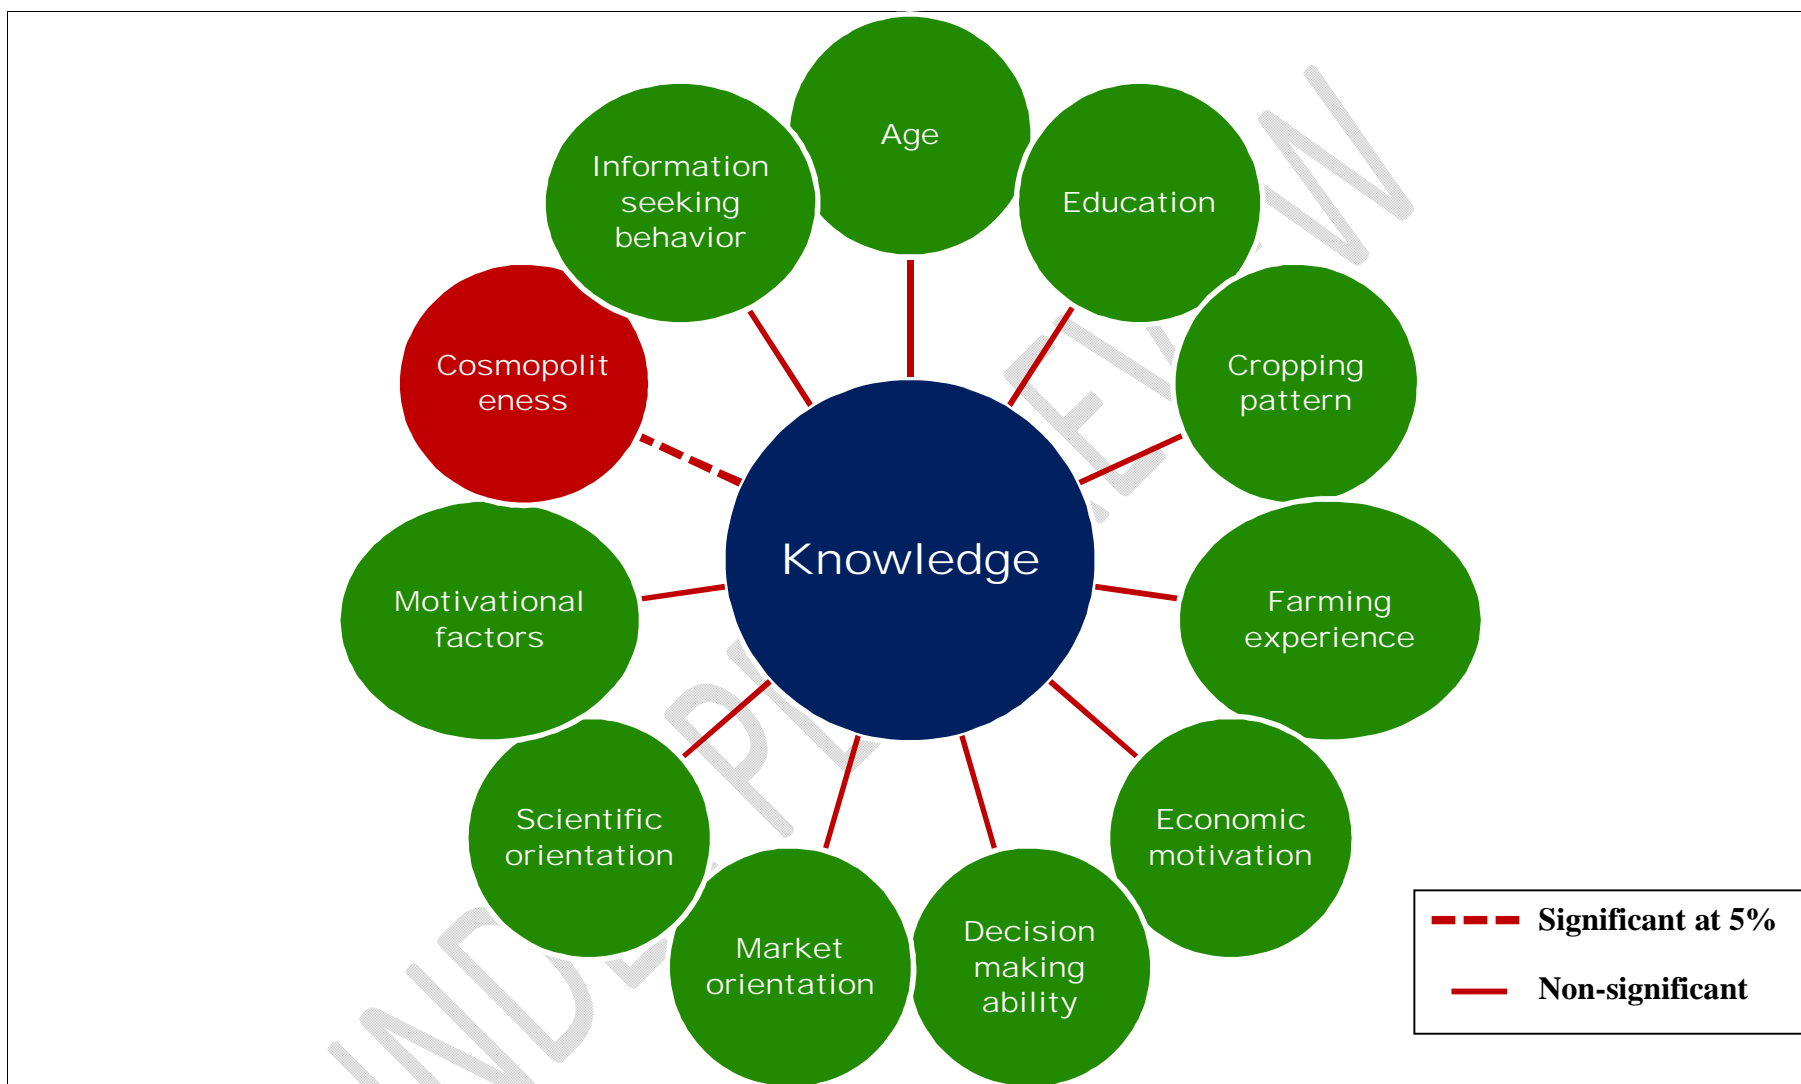 Age
Information
seeking
behavior
Education
Cosmopolit
eness
Cropping
pattern
Knowledge
Motivational
factors
Farming
experience
Scientific
orientation
Economic
motivation
Market
orientation
Decision
making
ability
Significant at 5%
Non-significant